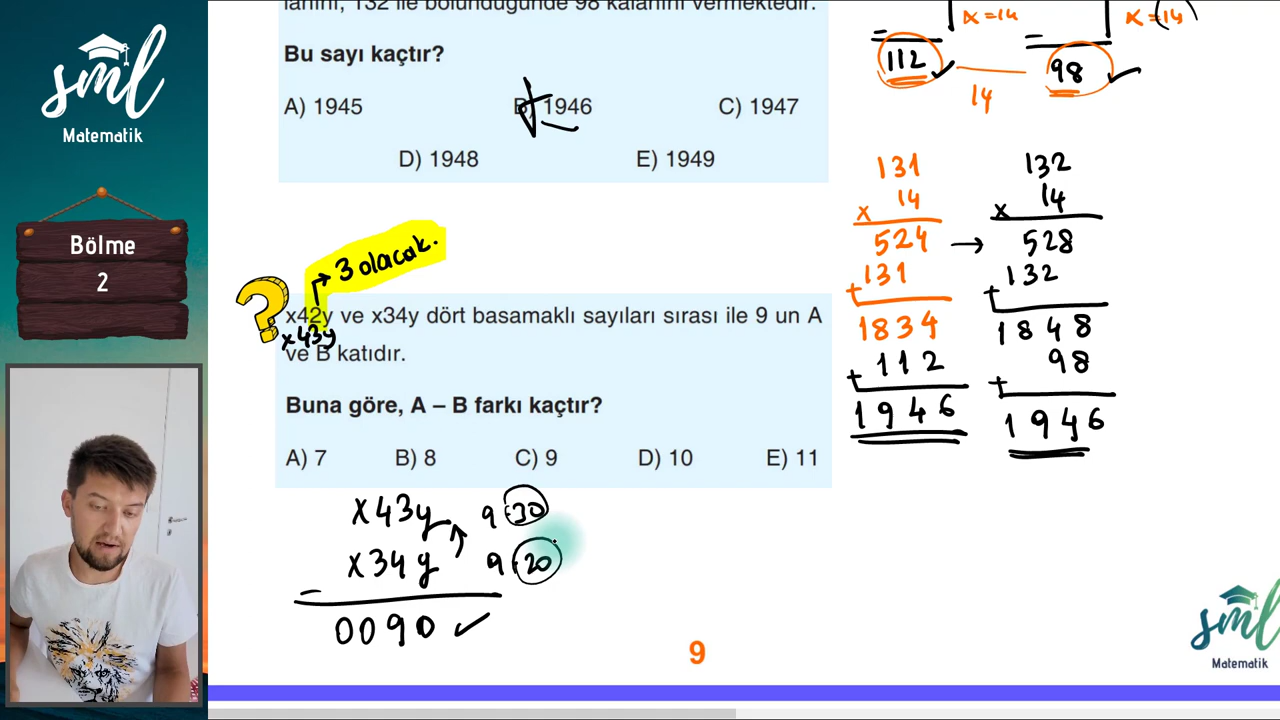 sml
Matematik
Bölme
2
lanını, 132 ile bölündüğünde 98 kalanını vermektedir.
Bu sayı kaçtır?
A) 1945
B) 1946
C) 1947
D) 1948
E) 1949
3 olacak.
x42y ve x34y dört basamaklı sayıları sırası ile 9 un A
x43y
ve B katıdır.
Buna göre, A – B farkı kaçtır?
A) 7
B) 8
C) 9
D) 10
E) 11
x43y 9·30
x34y 9·20
0090
x=14
x=14
112
98
14
131
x 14
524
131
+
1834
+ 112
1946
132
x 14
528
132
+
1848
98
+
1946
9
sml
Matematik